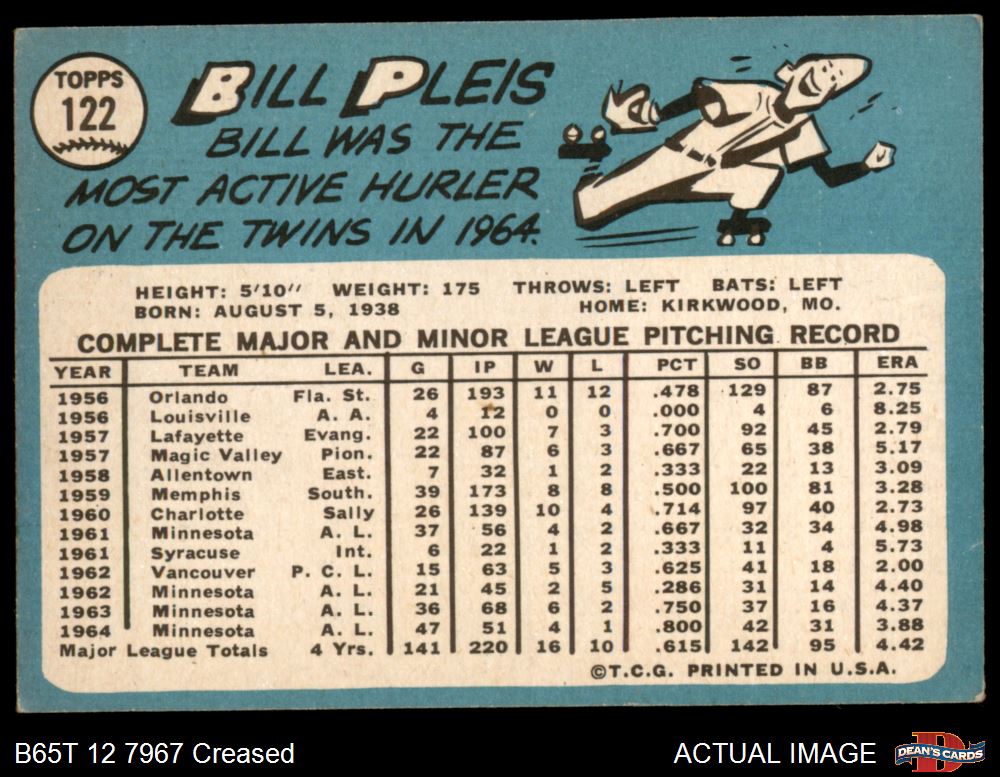 TOPPS
122
BILL PLEIS
BILL WAS THE
MOST ACTIVE HURLER
ON THE TWINS IN 1964.
HEIGHT: 5'10" WEIGHT: 175 THROWS: LEFT BATS: LEFT
BORN: AUGUST 5, 1938 HOME: KIRKWOOD, MO.
COMPLETE MAJOR AND MINOR LEAGUE PITCHING RECORD
YEAR TEAM LEA. G IP W L PCT SO BB ERA
1956 Orlando Fla. St. 26 193 11 12 .478 129 87 2.75
1956 Louisville A. A. 4 12 0 0 .000 4 6 8.25
1957 Lafayette Evang. 22 100 7 3 .700 92 45 2.79
1957 Magic Valley Pion. 22 87 6 3 .667 65 38 5.17
1958 Allentown East. 7 32 1 2 .333 22 13 3.09
1959 Memphis South. 39 173 8 8 .500 100 81 3.28
1960 Charlotte Sally 26 139 10 4 .714 97 40 2.73
1961 Minnesota A. L. 37 56 4 2 .667 32 34 4.98
1961 Syracuse Int. 6 22 1 2 .333 11 4 5.73
1962 Vancouver P. C. L. 15 63 5 3 .625 41 18 2.00
1962 Minnesota A. L. 21 45 2 5 .286 31 14 4.40
1963 Minnesota A. L. 36 68 6 2 .750 37 16 4.37
1964 Minnesota A. L. 47 51 4 1 .800 42 31 3.88
Major League Totals 4 Yrs. 141 220 16 10 .615 142 95 4.42
©T.C.G. PRINTED IN U.S.A.
B65T 12 7967 Creased ACTUAL IMAGE DEAN'S CARDS